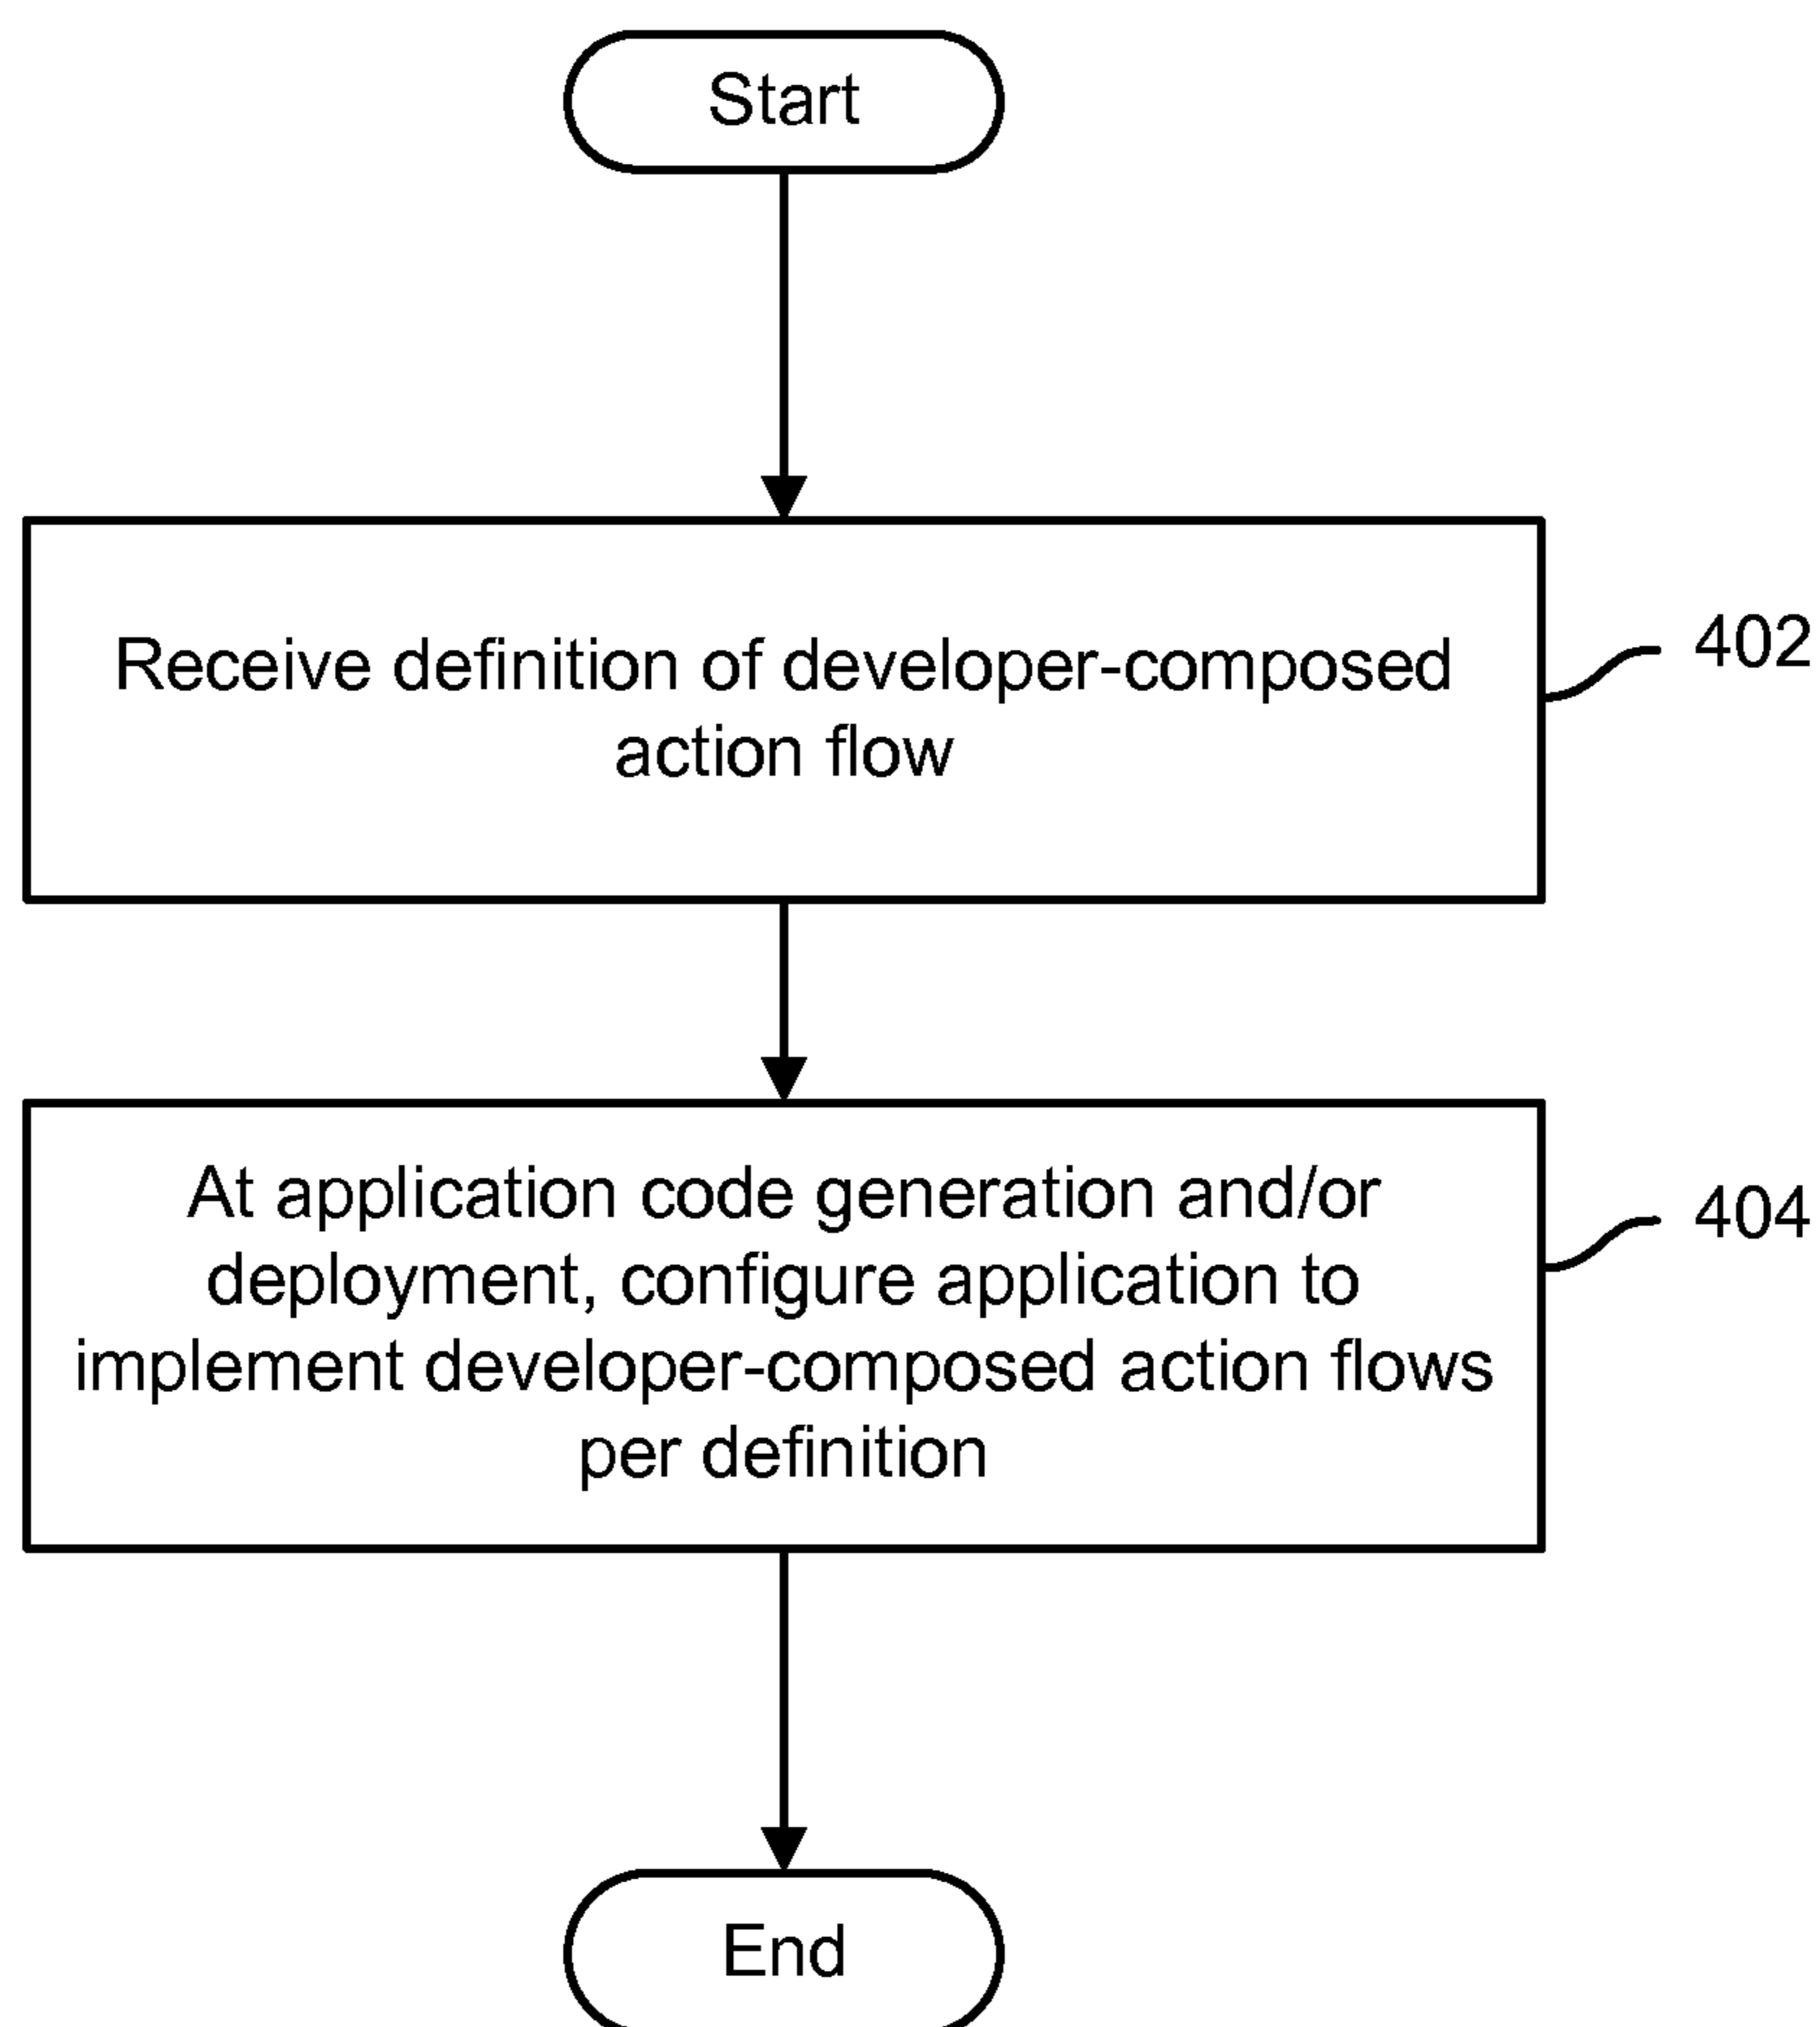 Start
Receive definition of developer-composed
action flow
402
At application code generation and/or
deployment, configure application to
implement developer-composed action flows
per definition
404
End